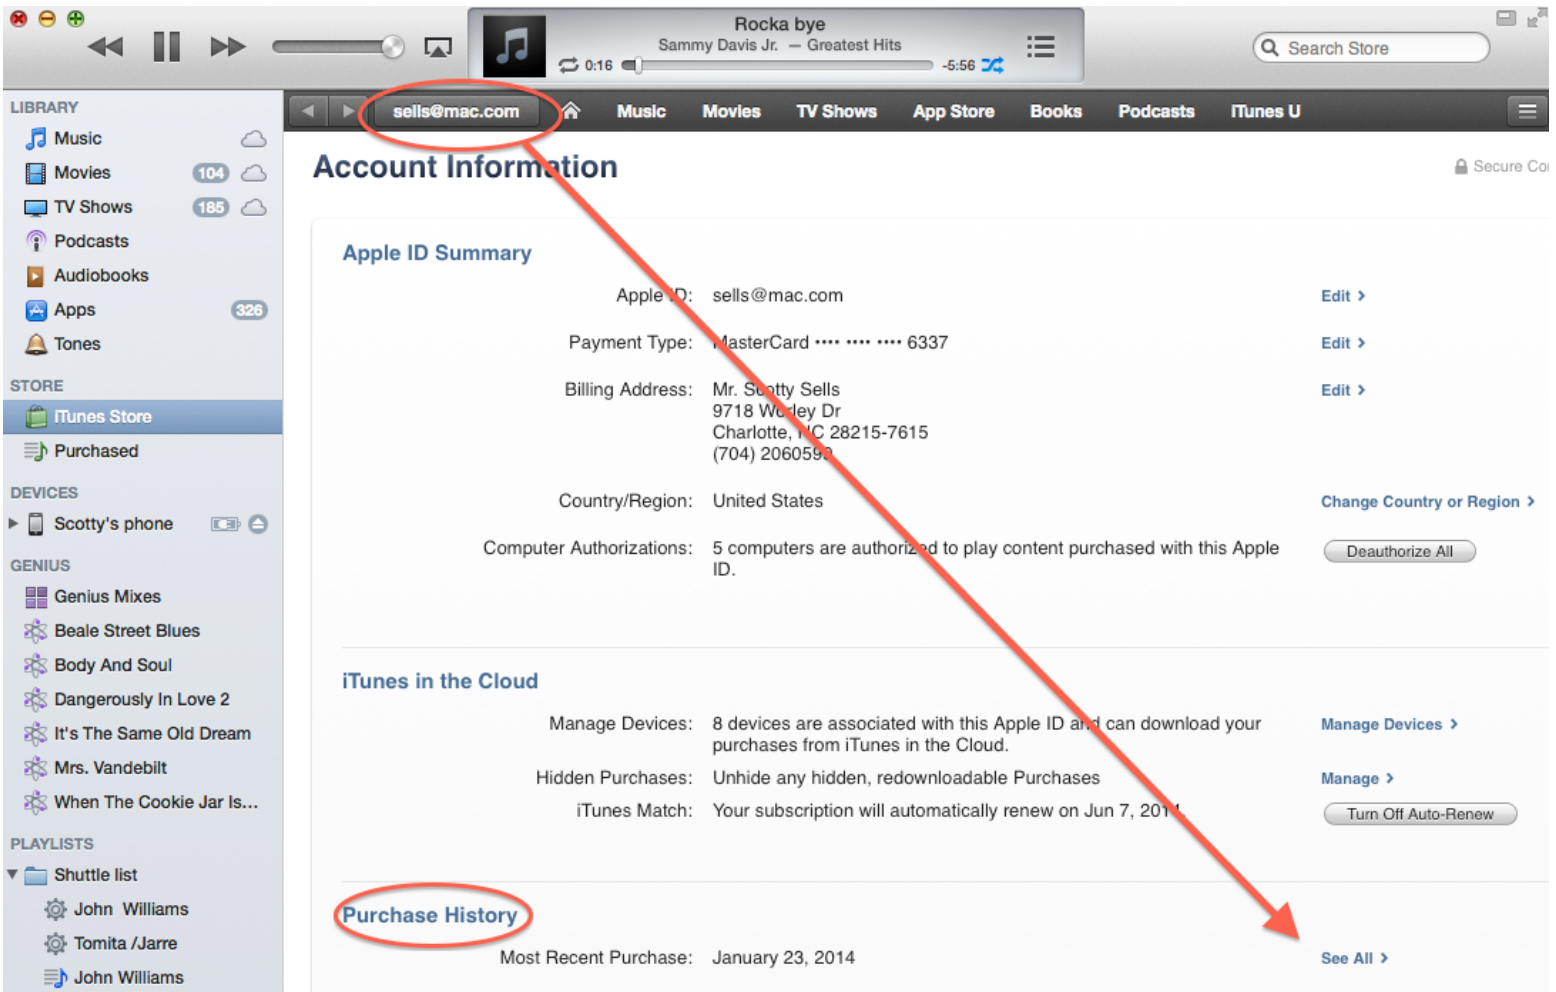 Rocka bye
Sammy Davis Jr. — Greatest Hits
0:16
-5:56
Search Store
LIBRARY
Music
Movies 104
TV Shows 185
Podcasts
Audiobooks
Apps 326
Tones
STORE
iTunes Store
Purchased
DEVICES
Scotty's phone
GENIUS
Genius Mixes
Beale Street Blues
Body And Soul
Dangerously In Love 2
It's The Same Old Dream
Mrs. Vandebilt
When The Cookie Jar Is...
PLAYLISTS
Shuttle list
John Williams
Tomita /Jarre
John Williams
sells@mac.com Music Movies TV Shows App Store Books Podcasts iTunes U
Account Information
Secure Co
Apple ID Summary
Apple ID: sells@mac.com Edit >
Payment Type: MasterCard •••• •••• •••• 6337 Edit >
Billing Address: Mr. Scotty Sells Edit >
9718 Worley Dr
Charlotte, NC 28215-7615
(704) 2060599
Country/Region: United States Change Country or Region >
Computer Authorizations: 5 computers are authorized to play content purchased with this Apple Deauthorize All
ID.
iTunes in the Cloud
Manage Devices: 8 devices are associated with this Apple ID and can download your Manage Devices >
purchases from iTunes in the Cloud.
Hidden Purchases: Unhide any hidden, redownloadable Purchases Manage >
iTunes Match: Your subscription will automatically renew on Jun 7, 2014. Turn Off Auto-Renew
Purchase History
Most Recent Purchase: January 23, 2014 See All >